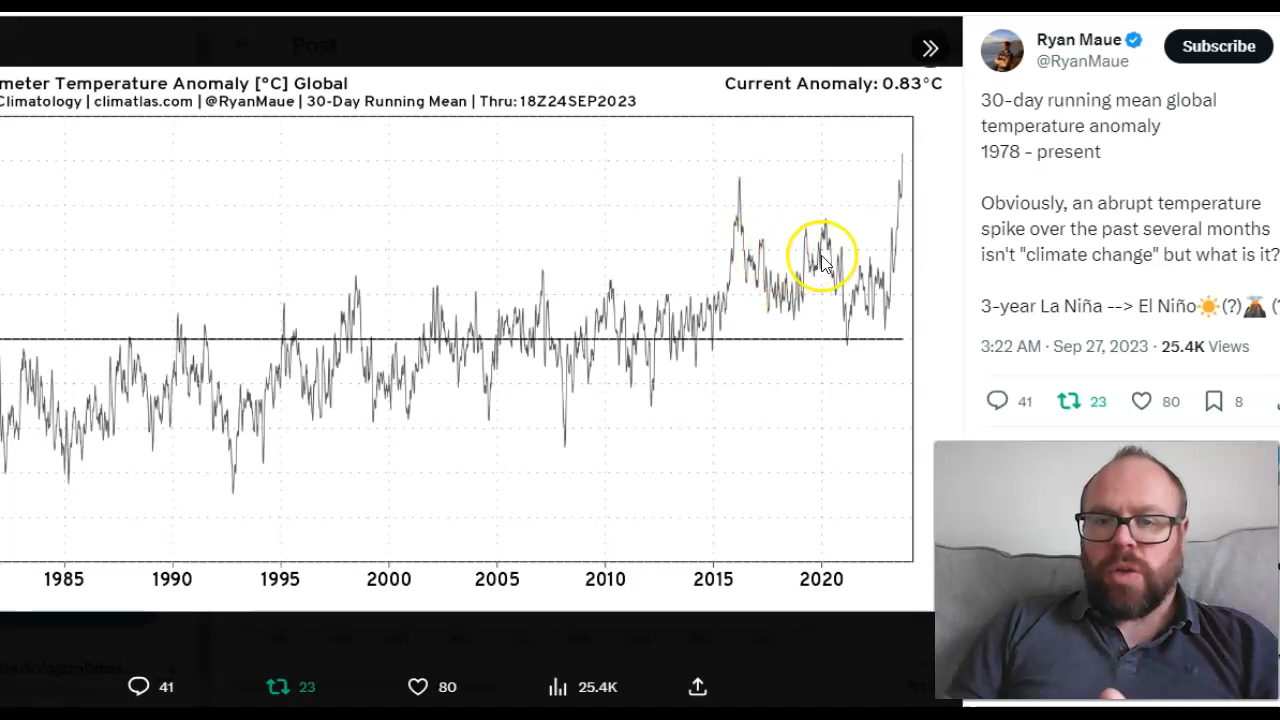 Post
meter Temperature Anomaly [°C] Global
Current Anomaly: 0.83°C
Climatology | climatlas.com | @RyanMaue | 30-Day Running Mean | Thru: 18Z24SEP2023
1985 1990 1995 2000 2005 2010 2015 2020
41 23 80 25.4K
Ryan Maue
@RyanMaue
Subscribe
30-day running mean global
temperature anomaly
1978 - present
Obviously, an abrupt temperature
spike over the past several months
isn't "climate change" but what is it?
3-year La Niña --> El Niño☀️(?)🌋(
3:22 AM · Sep 27, 2023 · 25.4K Views
41 23 80 8